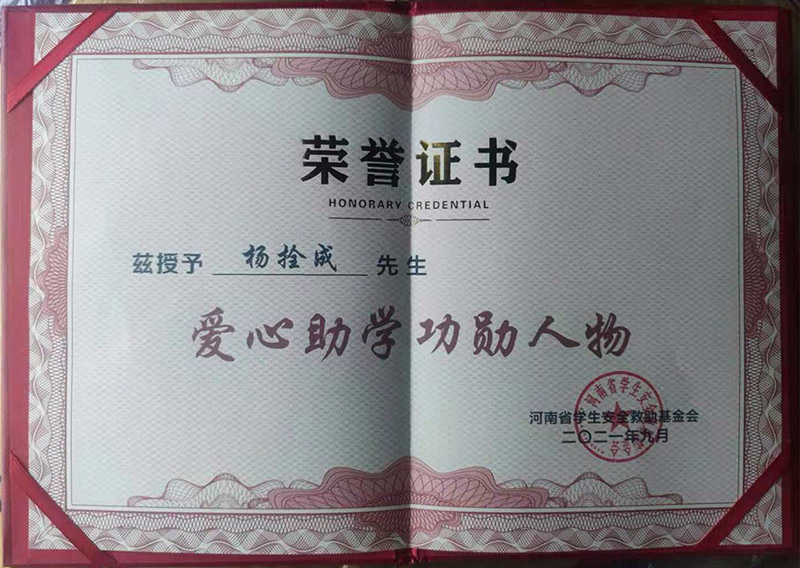 荣誉证书
HONORARY CREDENTIAL
兹授予 杨拴成 先生
爱心助学功勋人物
河南省学生安全救助基金会
二〇二一年九月